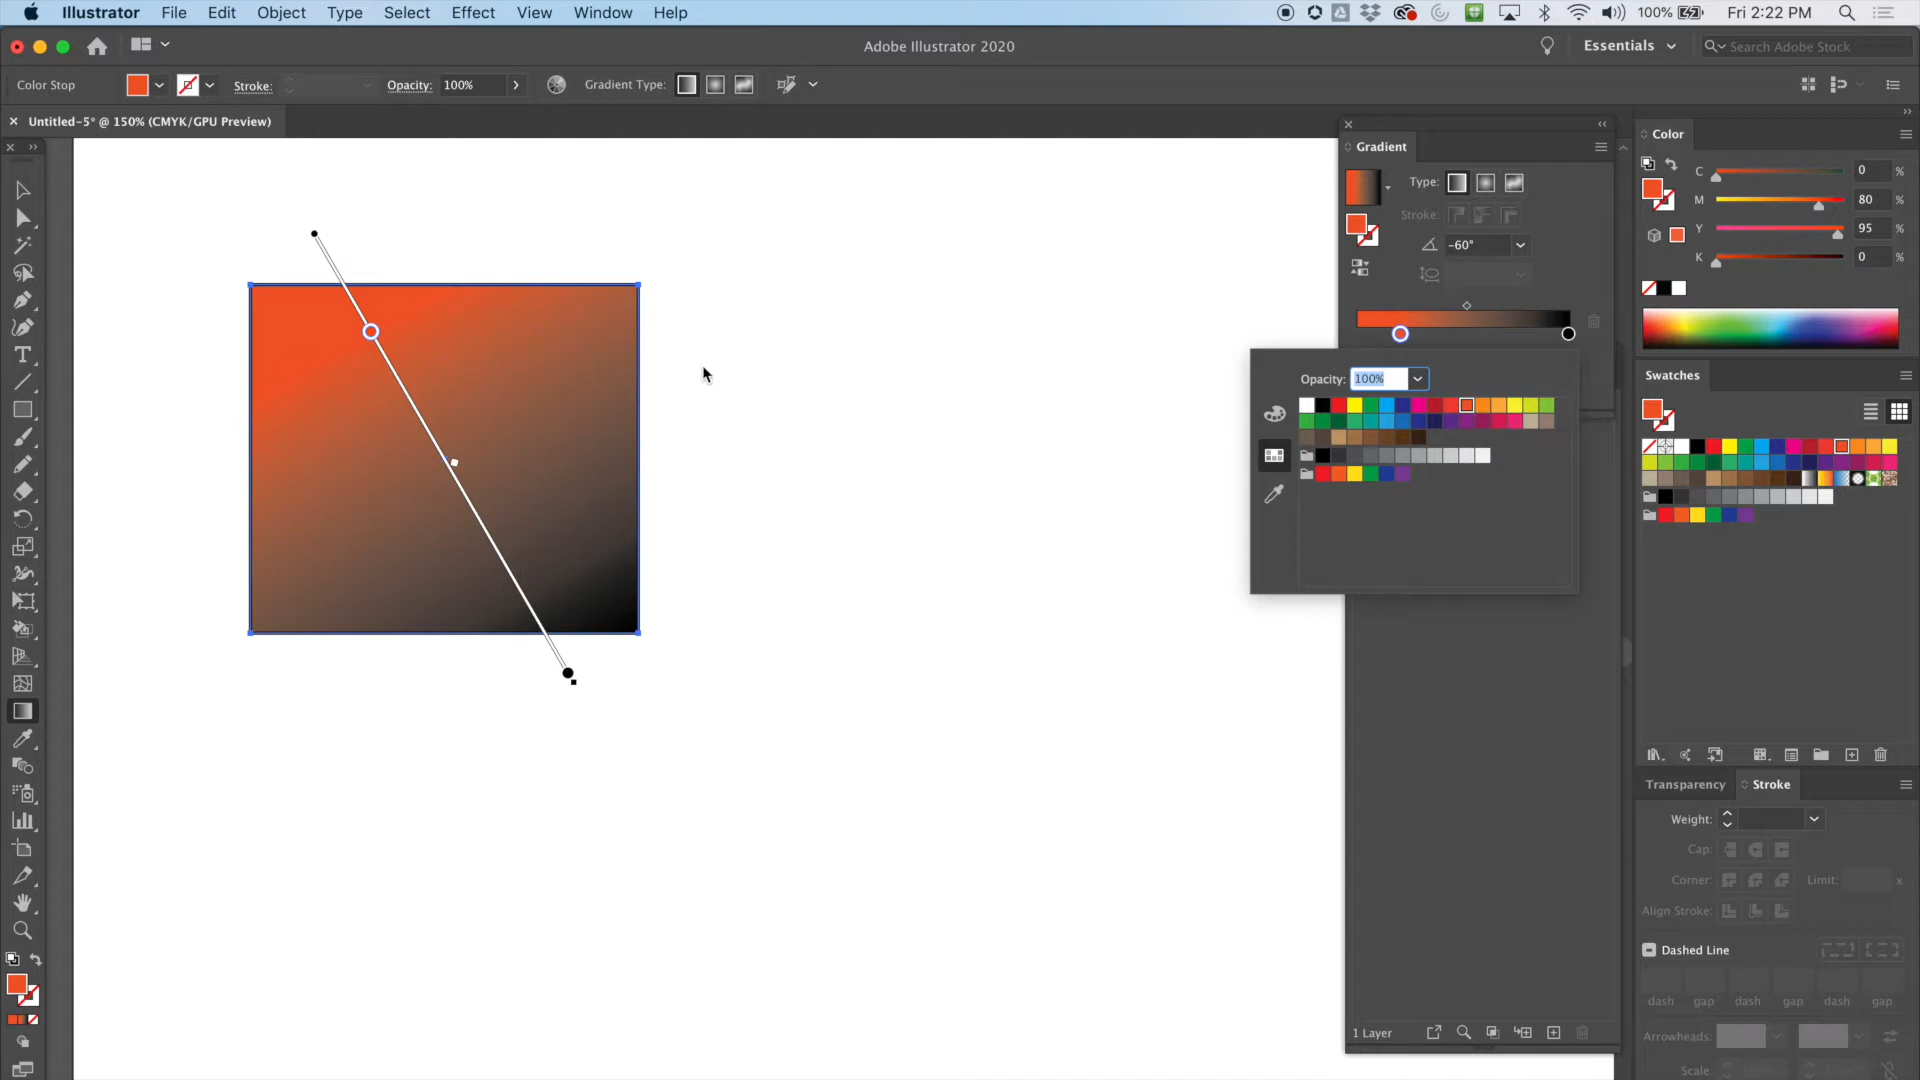 Illustrator File Edit Object Type Select Effect View Window Help
100%
Fri 2:22 PM
Adobe Illustrator 2020
Essentials
Search Adobe Stock
Color Stop
Stroke:
Opacity: 100%
Gradient Type:
Untitled-5* @ 150% (CMYK/GPU Preview)
Gradient
Type:
Stroke:
-60°
Opacity: 100%
1 Layer
Color
C 0 %
M 80 %
Y 95 %
K 0 %
Swatches
Transparency
Stroke
Weight:
Cap:
Corner:
Limit: x
Align Stroke:
Dashed Line
dash gap dash gap dash gap
Arrowheads:
Scale: